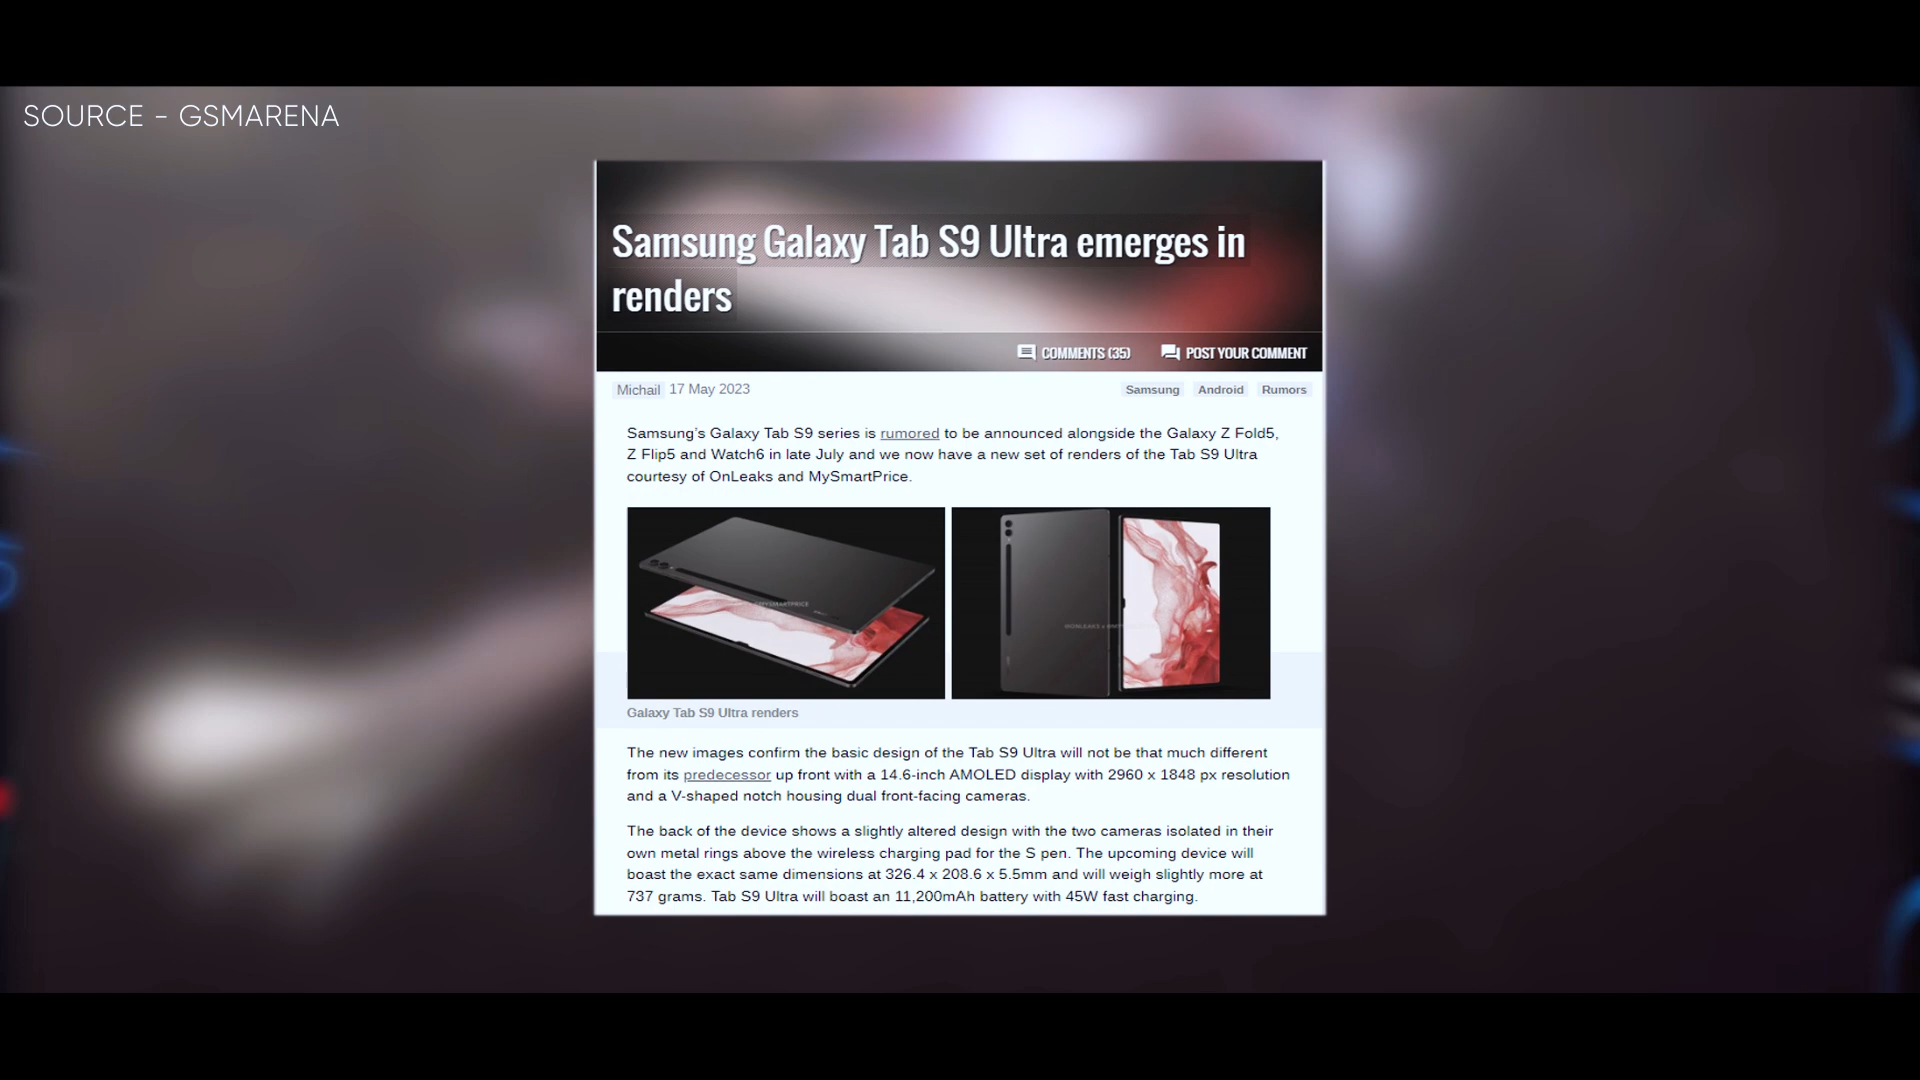 SOURCE - GSMARENA
Samsung Galaxy Tab S9 Ultra emerges in
renders
COMMENTS (35) POST YOUR COMMENT
Michail 17 May 2023 Samsung Android Rumors
Samsung’s Galaxy Tab S9 series is rumored to be announced alongside the Galaxy Z Fold5,
Z Flip5 and Watch6 in late July and we now have a new set of renders of the Tab S9 Ultra
courtesy of OnLeaks and MySmartPrice.
Galaxy Tab S9 Ultra renders
The new images confirm the basic design of the Tab S9 Ultra will not be that much different
from its predecessor up front with a 14.6-inch AMOLED display with 2960 x 1848 px resolution
and a V-shaped notch housing dual front-facing cameras.
The back of the device shows a slightly altered design with the two cameras isolated in their
own metal rings above the wireless charging pad for the S pen. The upcoming device will
boast the exact same dimensions at 326.4 x 208.6 x 5.5mm and will weigh slightly more at
737 grams. Tab S9 Ultra will boast an 11,200mAh battery with 45W fast charging.